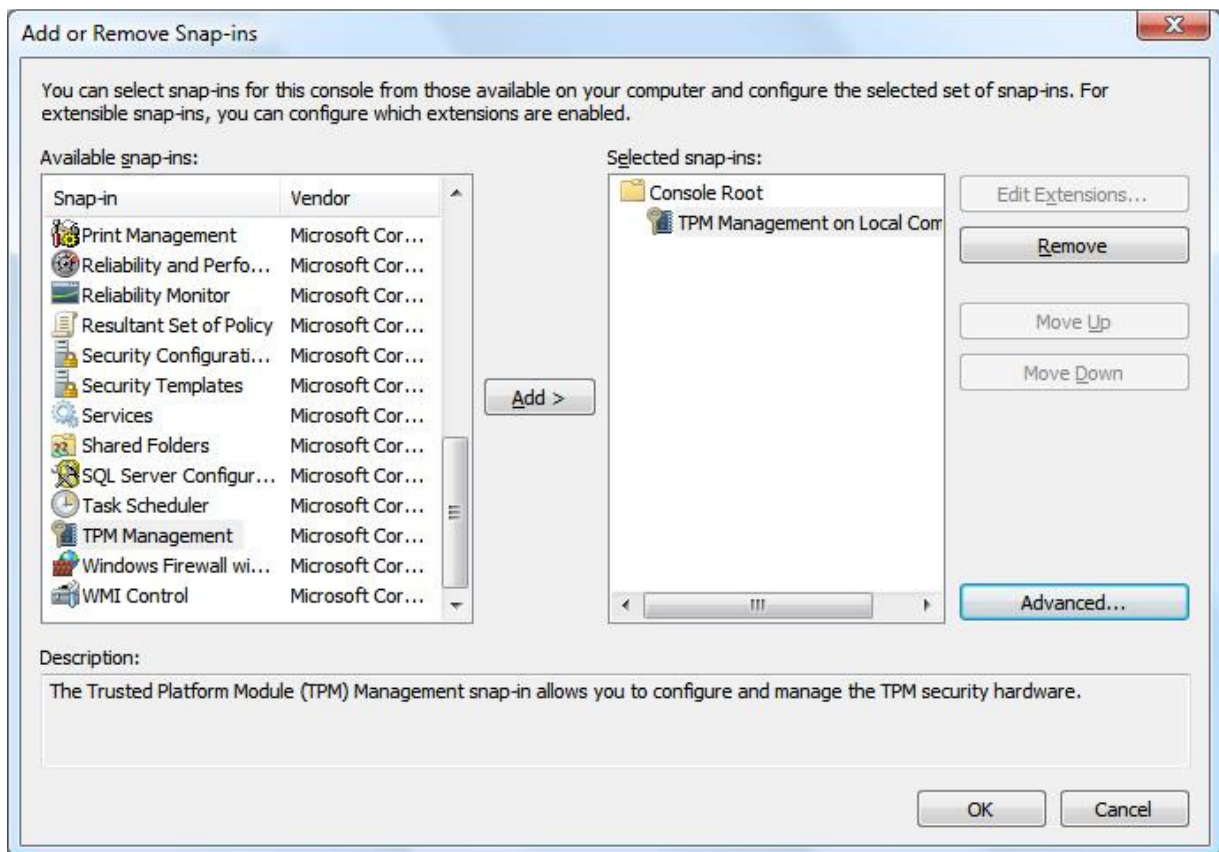 Add or Remove Snap-ins
You can select snap-ins for this console from those available on your computer and configure the selected set of snap-ins. For
extensible snap-ins, you can configure which extensions are enabled.
Available snap-ins:
Snap-in Vendor
Print Management Microsoft Cor...
Reliability and Perfo... Microsoft Cor...
Reliability Monitor Microsoft Cor...
Resultant Set of Policy Microsoft Cor...
Security Configurati... Microsoft Cor...
Security Templates Microsoft Cor...
Services Microsoft Cor...
Shared Folders Microsoft Cor...
SQL Server Configur... Microsoft Cor...
Task Scheduler Microsoft Cor...
TPM Management Microsoft Cor...
Windows Firewall wi... Microsoft Cor...
WMI Control Microsoft Cor...
Add >
Selected snap-ins:
Console Root
TPM Management on Local Com
Edit Extensions...
Remove
Move Up
Move Down
Advanced...
Description:
The Trusted Platform Module (TPM) Management snap-in allows you to configure and manage the TPM security hardware.
OK
Cancel